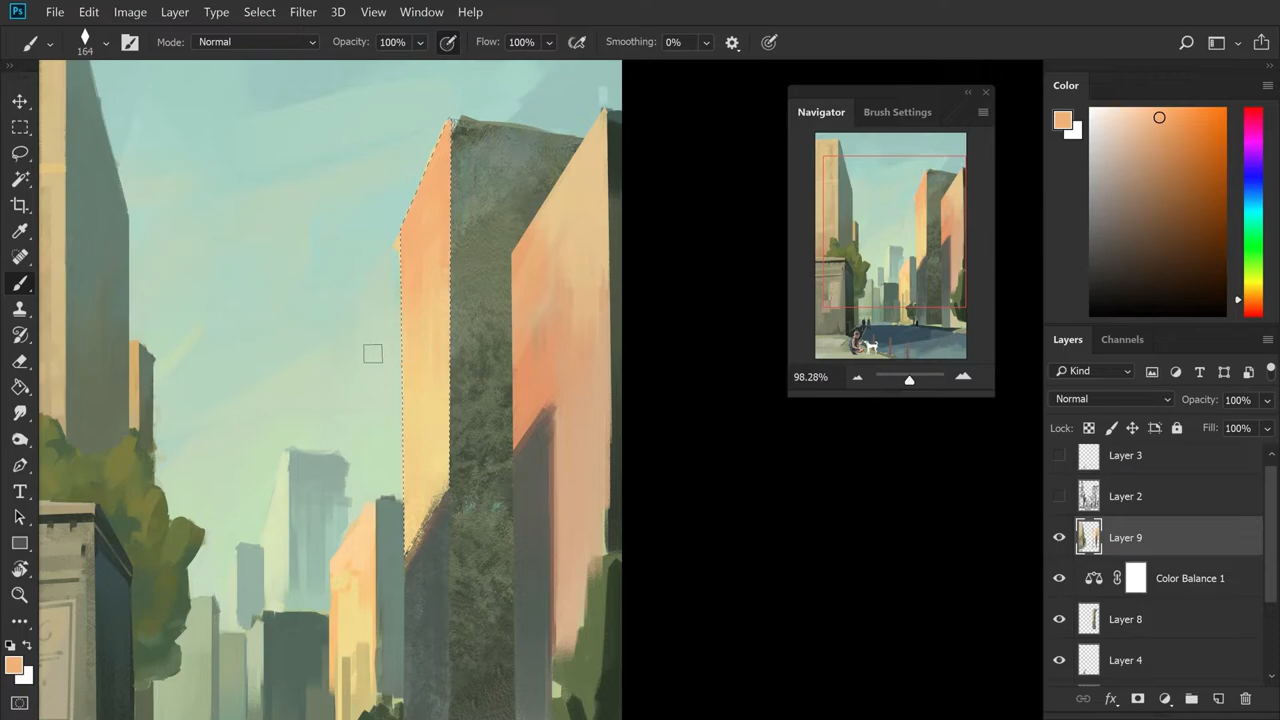 Ps File Edit Image Layer Type Select Filter 3D View Window Help
164 Mode: Normal Opacity: 100% Flow: 100% Smoothing: 0%
Color
Navigator Brush Settings
98.28%
Layers Channels
Kind
Normal Opacity: 100%
Lock: Fill: 100%
Layer 3
Layer 2
Layer 9
Color Balance 1
Layer 8
Layer 4